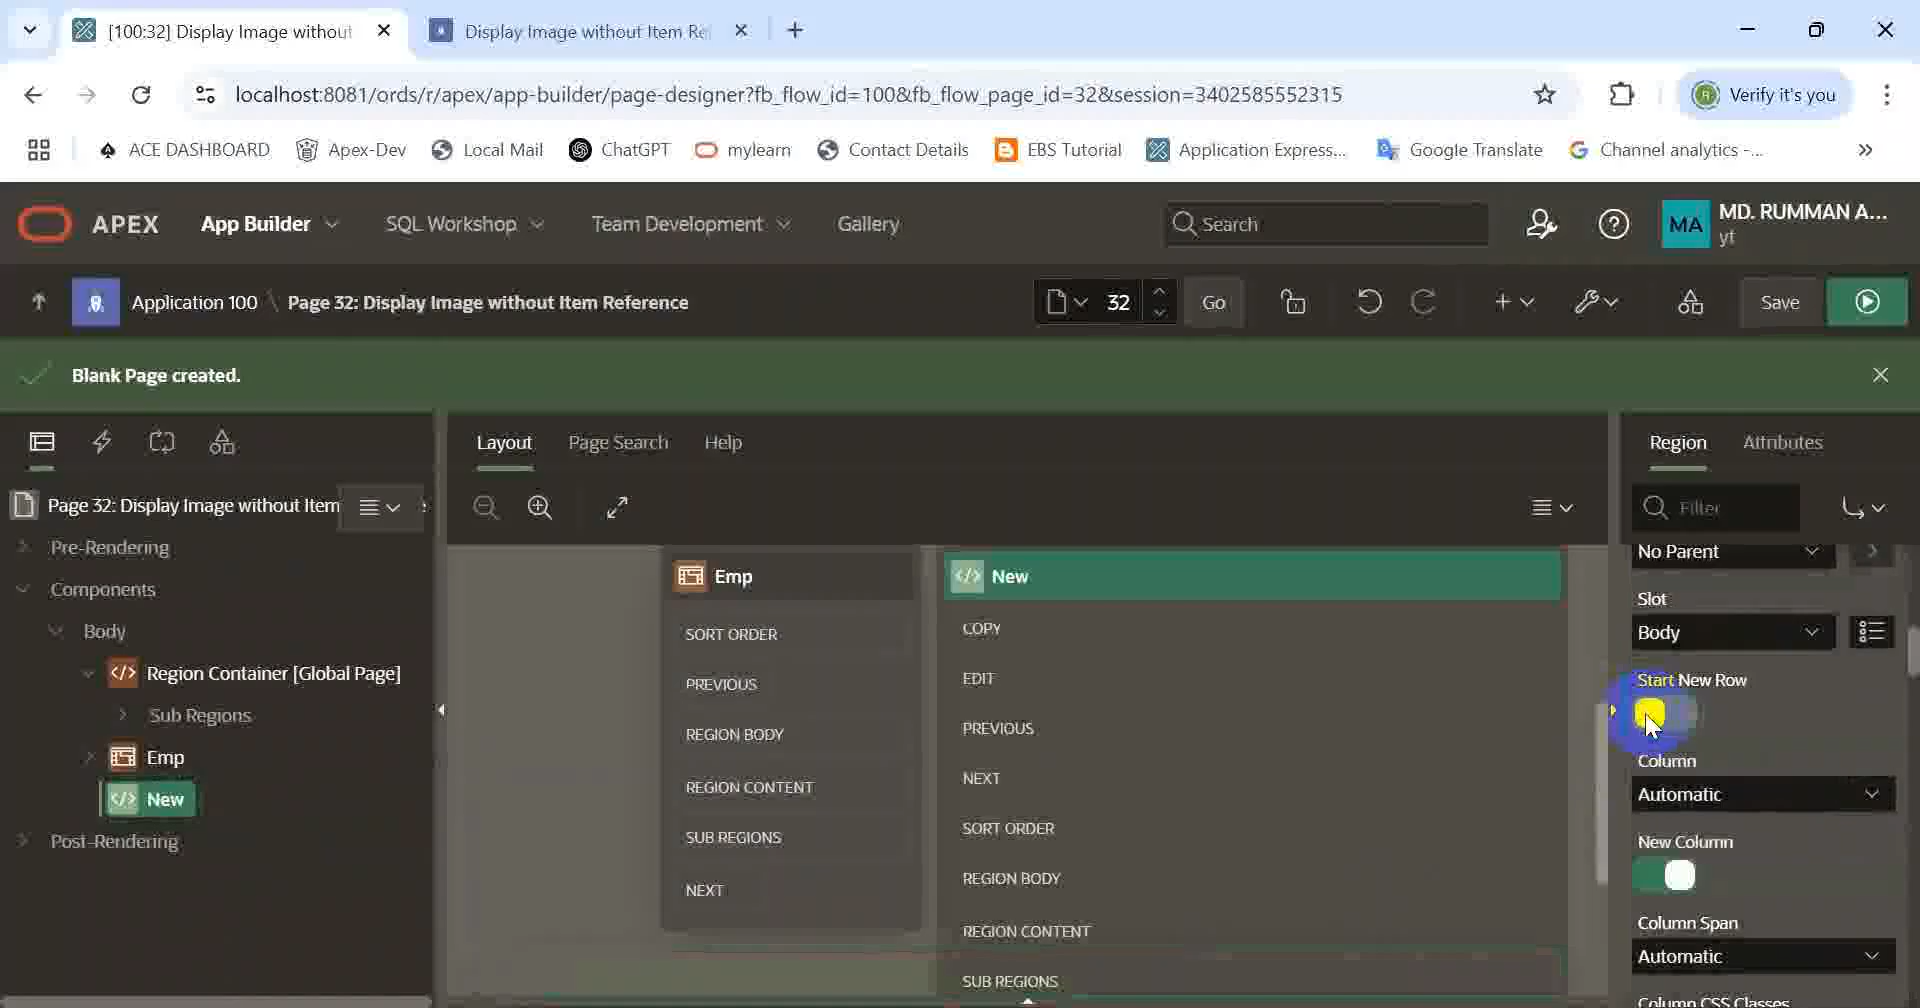 [100:32] Display Image without
Display Image without Item Re
localhost:8081/ords/r/apex/app-builder/page-designer?fb_flow_id=100&fb_flow_page_id=32&session=3402585552315
Verify it's you
ACE DASHBOARD
Apex-Dev
Local Mail
ChatGPT
mylearn
Contact Details
EBS Tutorial
Application Express...
Google Translate
Channel analytics -...
APEX
App Builder
SQL Workshop
Team Development
Gallery
Search
MA
MD. RUMMAN A...
yt
Application 100 \ Page 32: Display Image without Item Reference
32
Go
Save
Blank Page created.
Layout
Page Search
Help
Region
Attributes
Page 32: Display Image without Item
Filter
Pre-Rendering
Components
Body
Region Container [Global Page]
Sub Regions
Emp
New
Post-Rendering
Emp
SORT ORDER
PREVIOUS
REGION BODY
REGION CONTENT
SUB REGIONS
NEXT
New
COPY
EDIT
PREVIOUS
NEXT
SORT ORDER
REGION BODY
REGION CONTENT
SUB REGIONS
No Parent
Slot
Body
Start New Row
Column
Automatic
New Column
Column Span
Automatic
Column CSS Classes